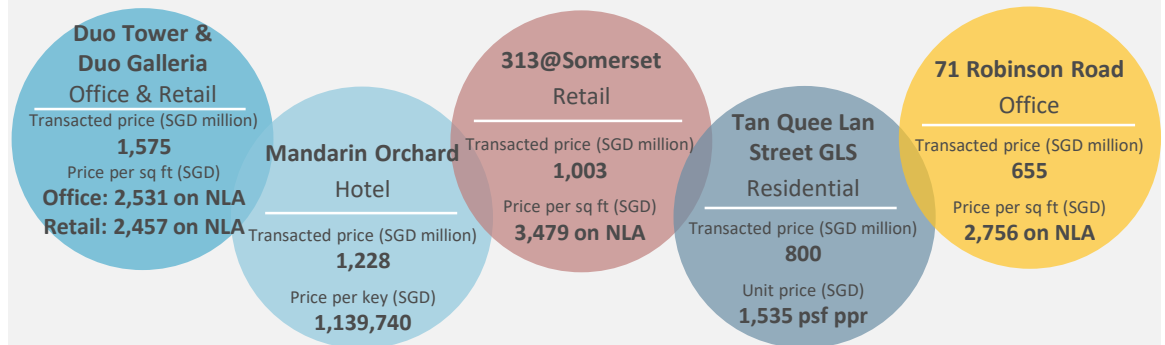 Duo Tower &
Duo Galleria
Office & Retail
Transacted price (SGD million)
1,575
Price per sq ft (SGD)
Office: 2,531 on NLA
Retail: 2,457 on NLA
Mandarin Orchard
Hotel
Transacted price (SGD million)
1,228
Price per key (SGD)
1,139,740
313@Somerset
Retail
Transacted price (SGD million)
1,003
Price per sq ft (SGD)
3,479 on NLA
Tan Quee Lan
Street GLS
Residential
Transacted price (SGD million)
800
Unit price (SGD)
1,535 psf ppr
71 Robinson Road
Office
Transacted price (SGD million)
655
Price per sq ft (SGD)
2,756 on NLA